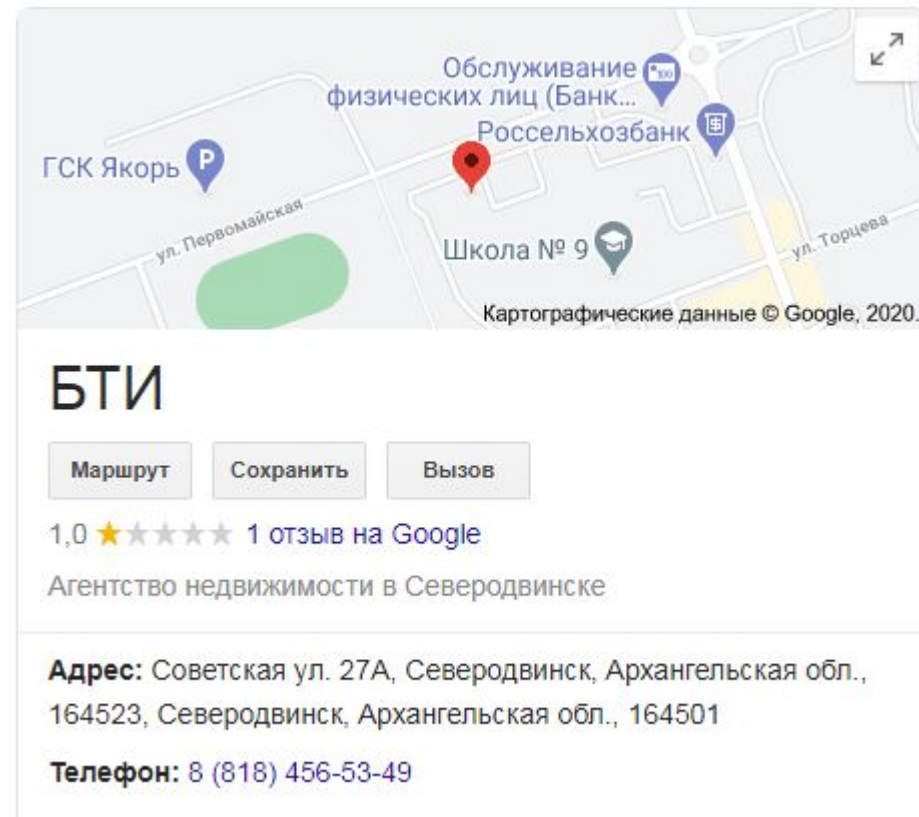 Обслуживание
физических лиц (Банк...
Россельхозбанк
ГСК Якорь
ул. Первомайская
Школа № 9
ул. Торцева
Картографические данные © Google, 2020.
БТИ
Маршрут
Сохранить
Вызов
1,0 1 отзыв на Google
Агентство недвижимости в Северодвинске
Адрес: Советская ул. 27А, Северодвинск, Архангельская обл.,
164523, Северодвинск, Архангельская обл., 164501
Телефон: 8 (818) 456-53-49